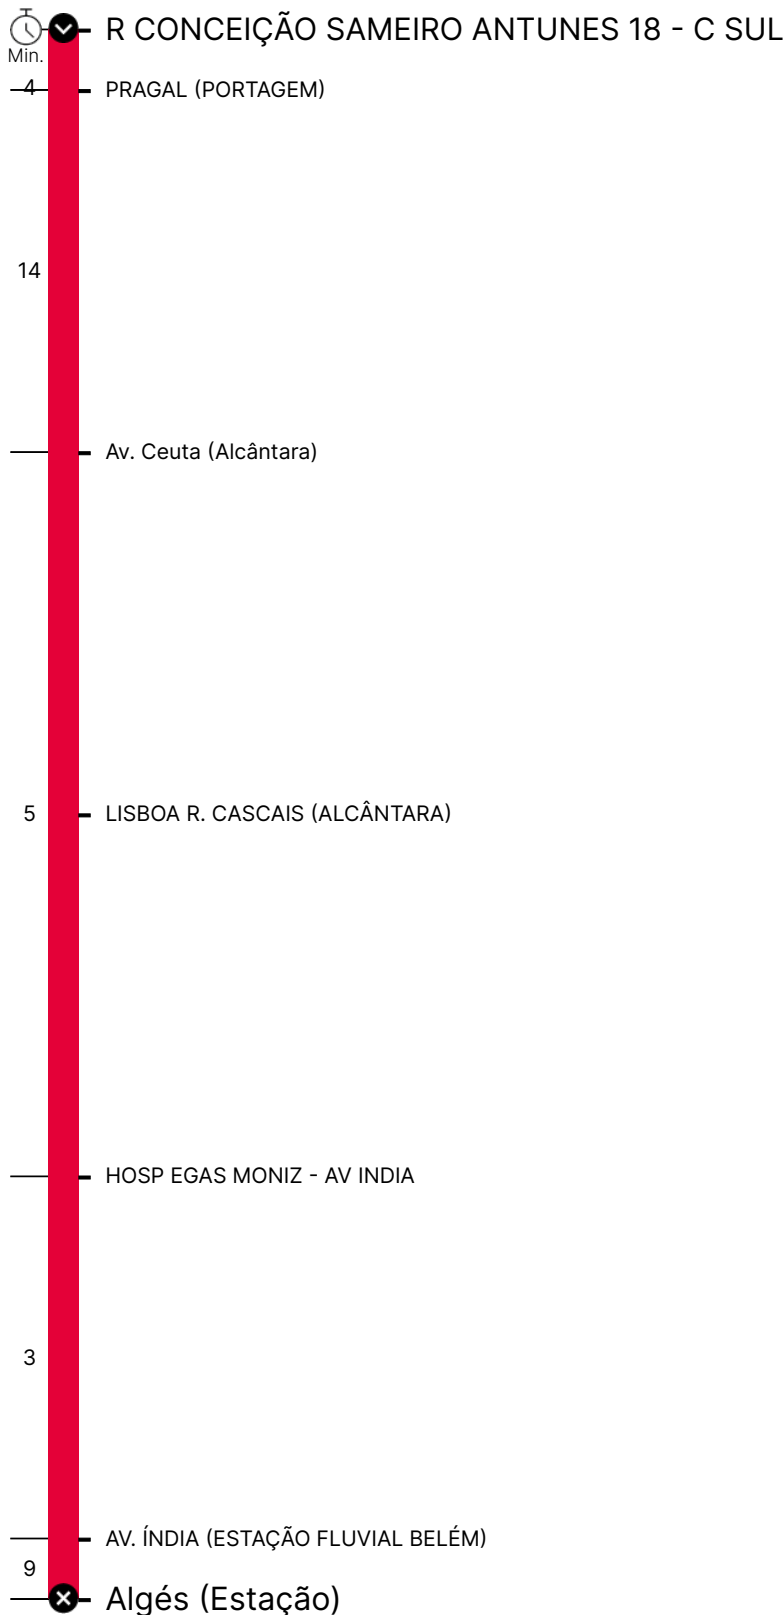 R CONCEIÇÃO SAMEIRO ANTUNES 18 - C SUL
Min.
4 PRAGAL (PORTAGEM)
14
Av. Ceuta (Alcântara)
5 LISBOA R. CASCAIS (ALCÂNTARA)
HOSP EGAS MONIZ - AV INDIA
3
AV. ÍNDIA (ESTAÇÃO FLUVIAL BELÉM)
9
Algés (Estação)